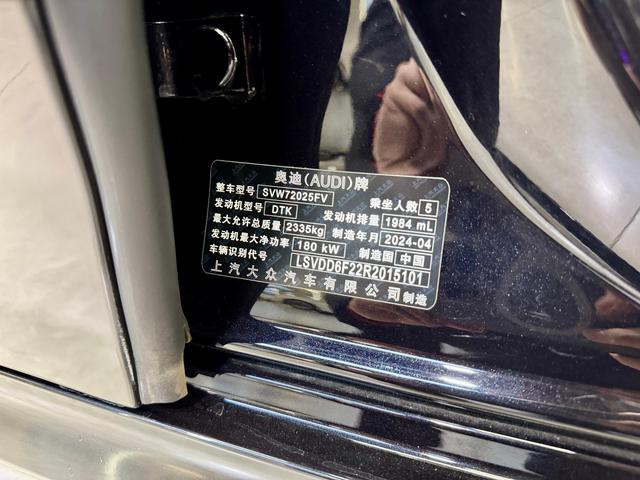 奥迪(AUDI)牌
整车型号 SVW72025FV 乘坐人数 5
发动机型号 DTK 发动机排量 1984 mL
最大允许总质量 2335kg 制造年月 2024-04
发动机最大净功率 180 kW 制造国 中国
车辆识别代号 LSVDD6F22R2015101
上汽大众汽车有限公司制造